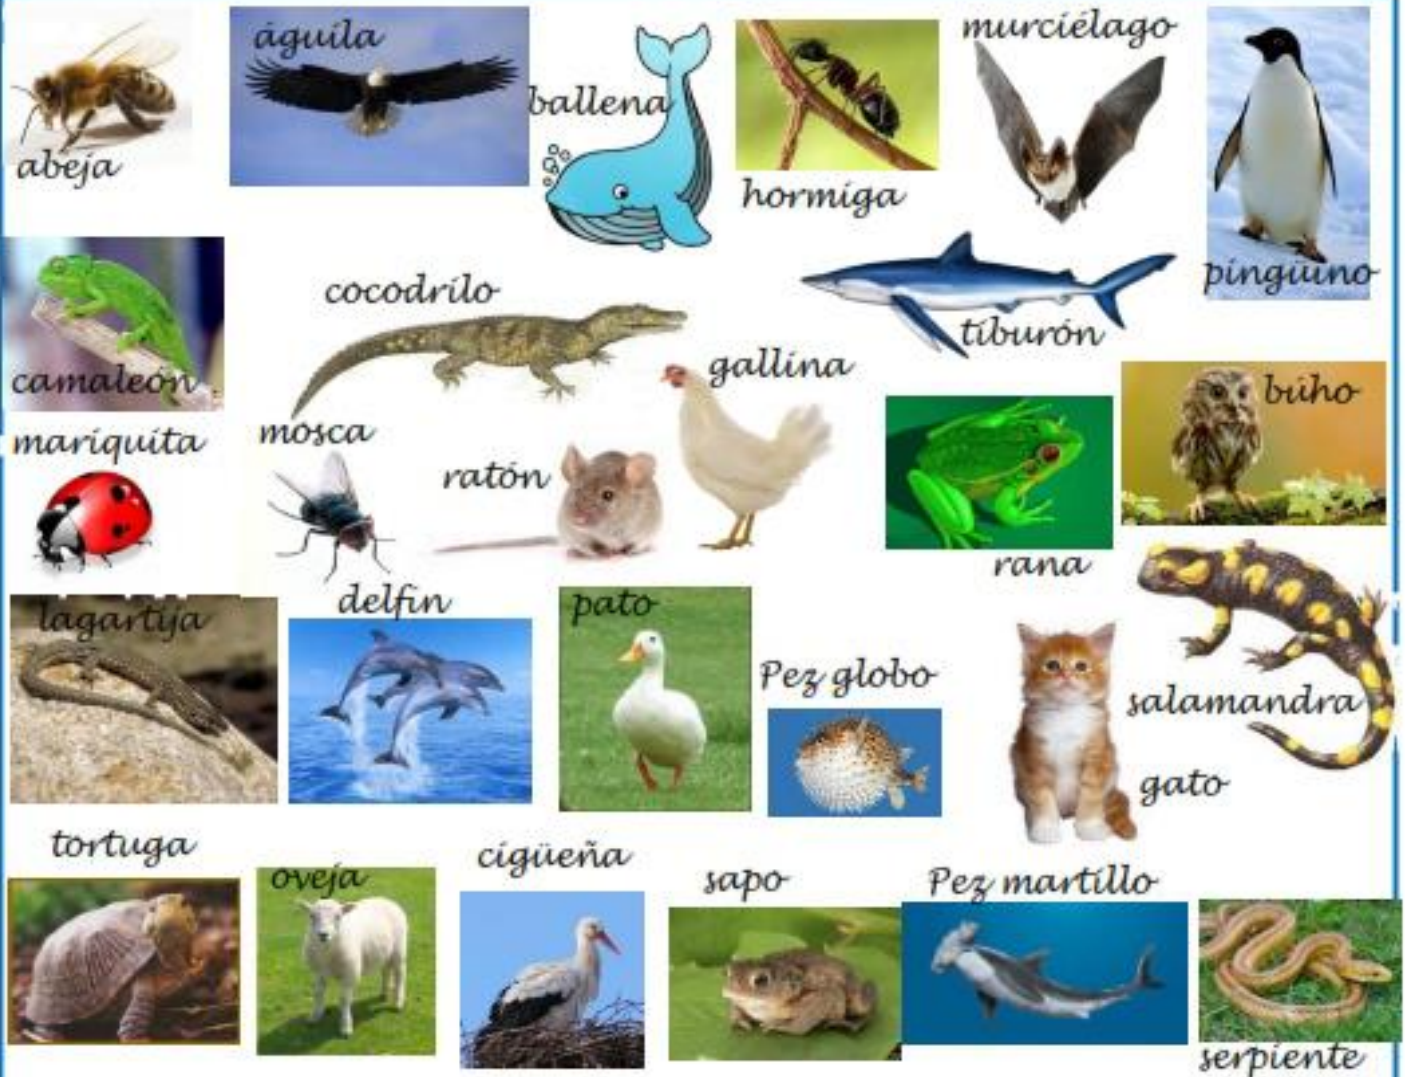 abeja
águila
ballena
hormiga
murciélago
pingüino
camaleón
cocodrilo
tiburón
gallina
búho
mariquita
mosca
ratón
rana
lagartija
delfín
pato
Pez globo
salamandra
gato
tortuga
oveja
cigüeña
sapo
Pez martillo
serpiente